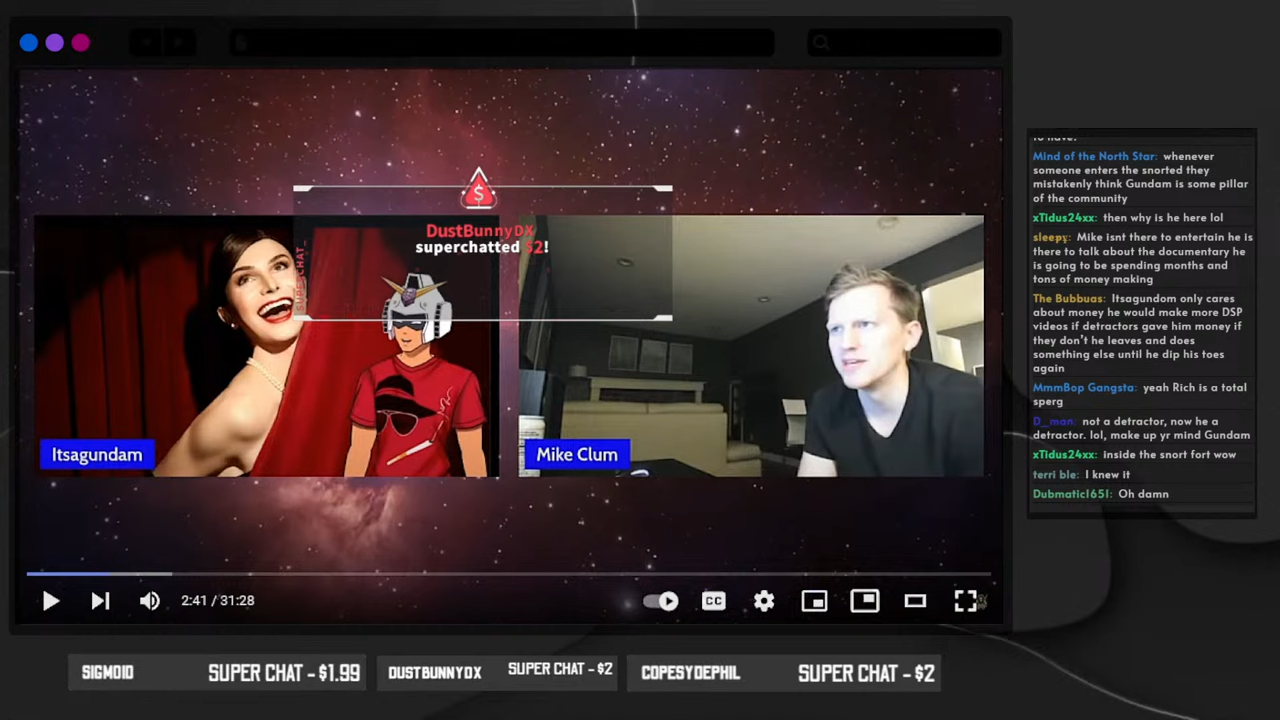 $
DustBunnyDX
superchatted $2!
SUPERCHAT_
Itsagundam
Mike Clum
2:41 / 31:28
CC
to have.
Mind of the North Star: whenever
someone enters the snorted they
mistakenly think Gundam is some pillar
of the community
xTidus24xx: then why is he here lol
sleepy: Mike isnt there to entertain he is
there to talk about the documentary he
is going to be spending months and
tons of money making
The Bubbuas: Itsagundom only cares
about money he would make more DSP
videos if detractors gave him money if
they don't he leaves and does
something else until he dip his toes
again
MmmBop Gangsta: yeah Rich is a total
sperg
D_man: not a detractor, now he a
detractor. lol, make up yr mind Gundam
xTidus24xx: inside the snort fort wow
terri ble: I knew it
Dubmatic1651: Oh damn
SIGMOID SUPER CHAT - $1.99
DUSTBUNNYDX SUPER CHAT - $2
COPESYDEPHIL SUPER CHAT - $2